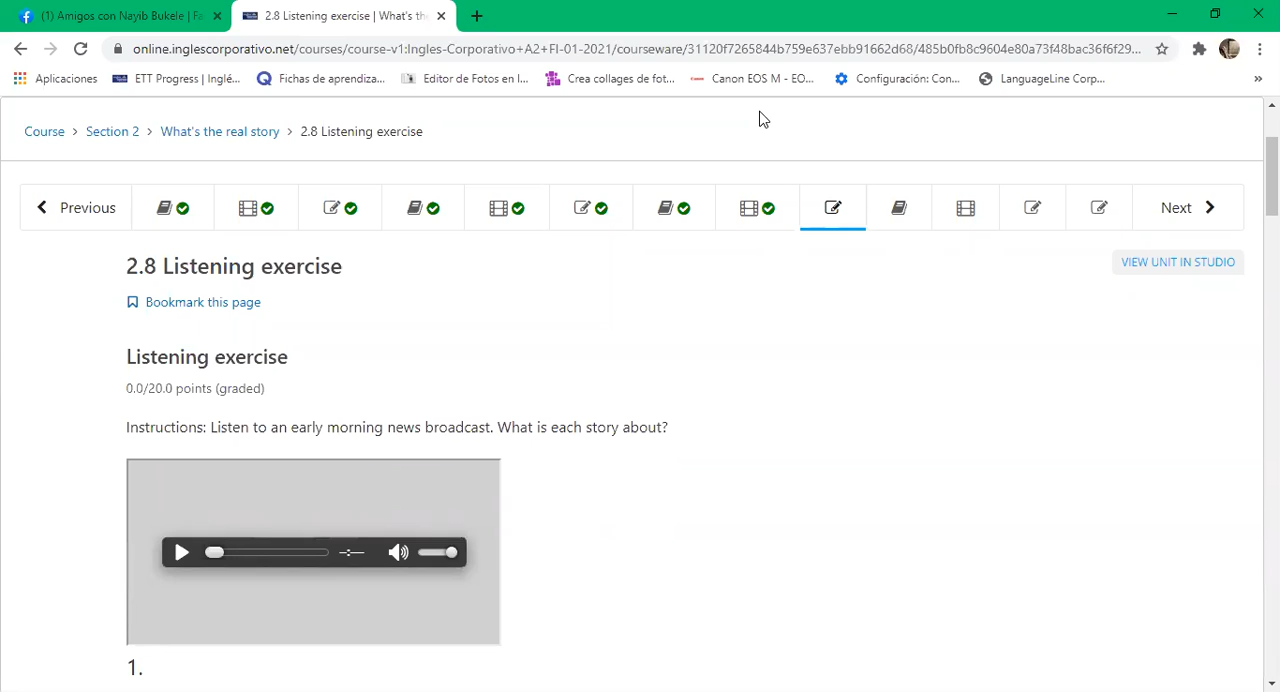 (1) Amigos con Nayib Bukele | Fa
2.8 Listening exercise | What's the
online.inglescorporativo.net/courses/course-v1:Ingles-Corporativo+A2+FI-01-2021/courseware/31120f7265844b759e637ebb91662d68/485b0fb8c9604e80a73f48bac36f6f29...
Aplicaciones
ETT Progress | Inglé...
Fichas de aprendiza...
Editor de Fotos en l...
Crea collages de fot...
Canon EOS M - EO...
Configuración: Con...
LanguageLine Corp...
»
Course > Section 2 > What's the real story > 2.8 Listening exercise
Previous
Next
2.8 Listening exercise
VIEW UNIT IN STUDIO
Bookmark this page
Listening exercise
0.0/20.0 points (graded)
Instructions: Listen to an early morning news broadcast. What is each story about?
-:-
1.